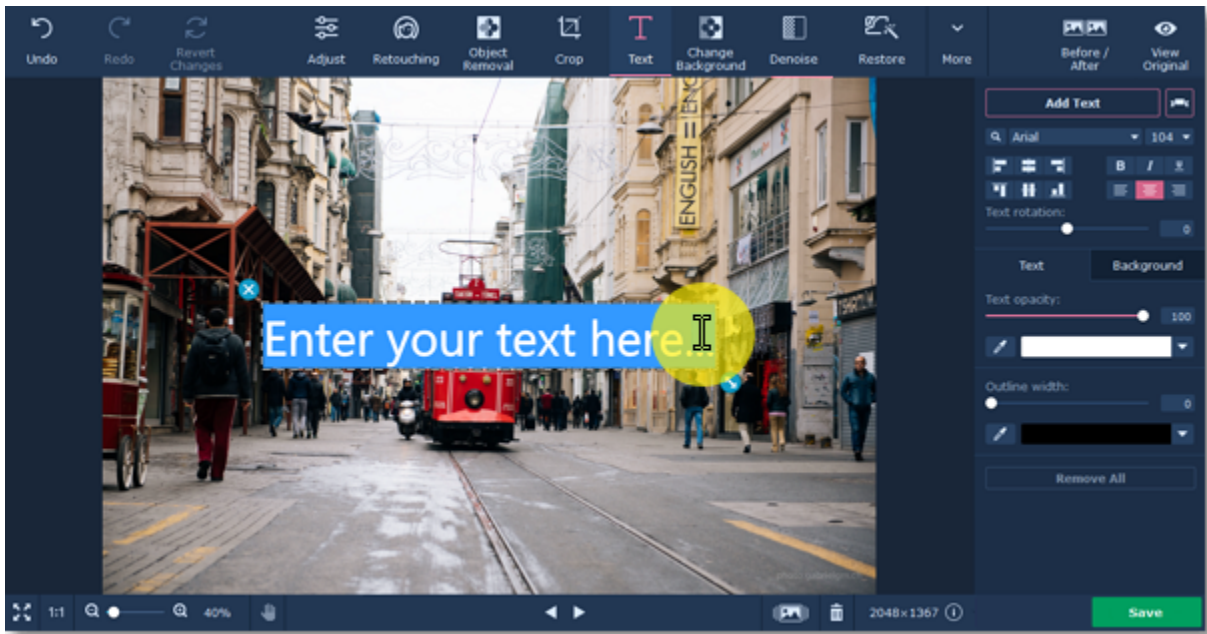 Undo
Redo
Revert
Changes
Adjust
Retouching
Object
Removal
Crop
Text
Change
Background
Denoise
Restore
More
Before /
After
View
Original
Add Text
Arial 104
B I U
Text rotation:
0
Text Background
Text opacity:
100
Outline width:
0
Remove All
ENGLISH = ENG
Enter your text here...
1:1
40%
2048×1367
Save